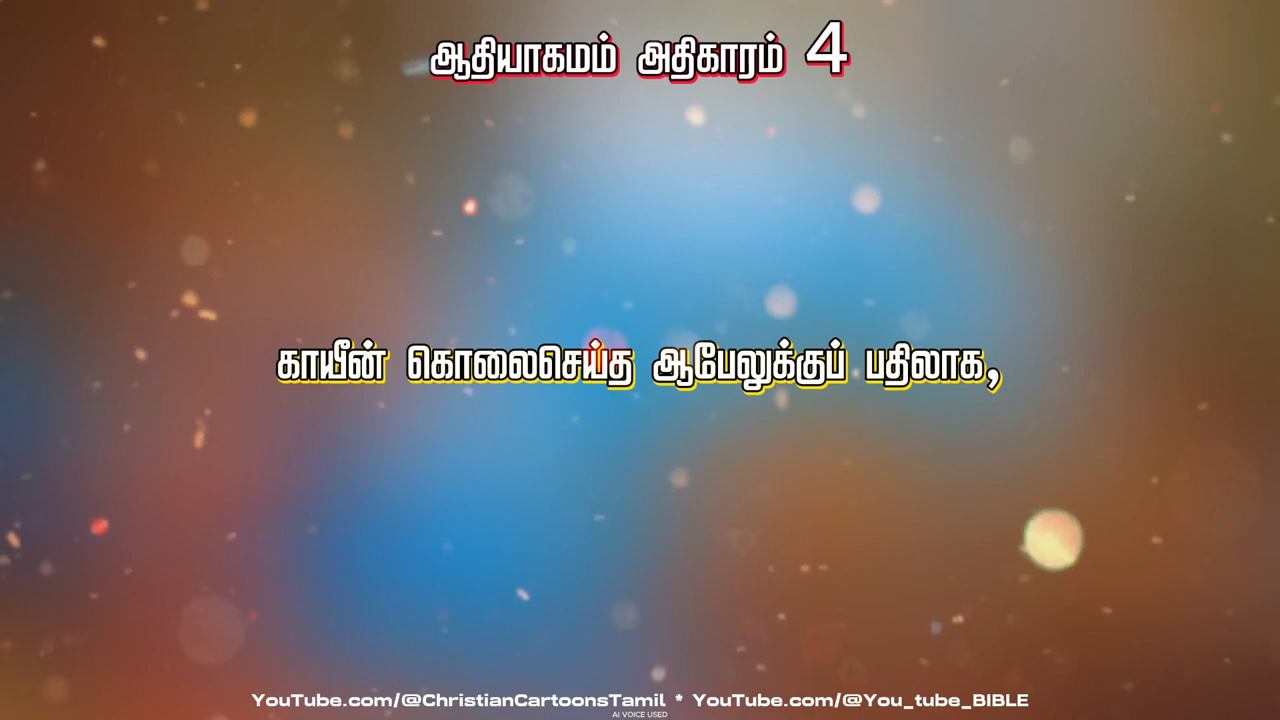 ஆதியாகமம் அதிகாரம் 4
காயீன் கொலைசெய்த ஆபேலுக்குப் பதிலாக,
YouTube.com/@ChristianCartoonsTamil * YouTube.com/@You_tube_BIBLE
AI VOICE USED